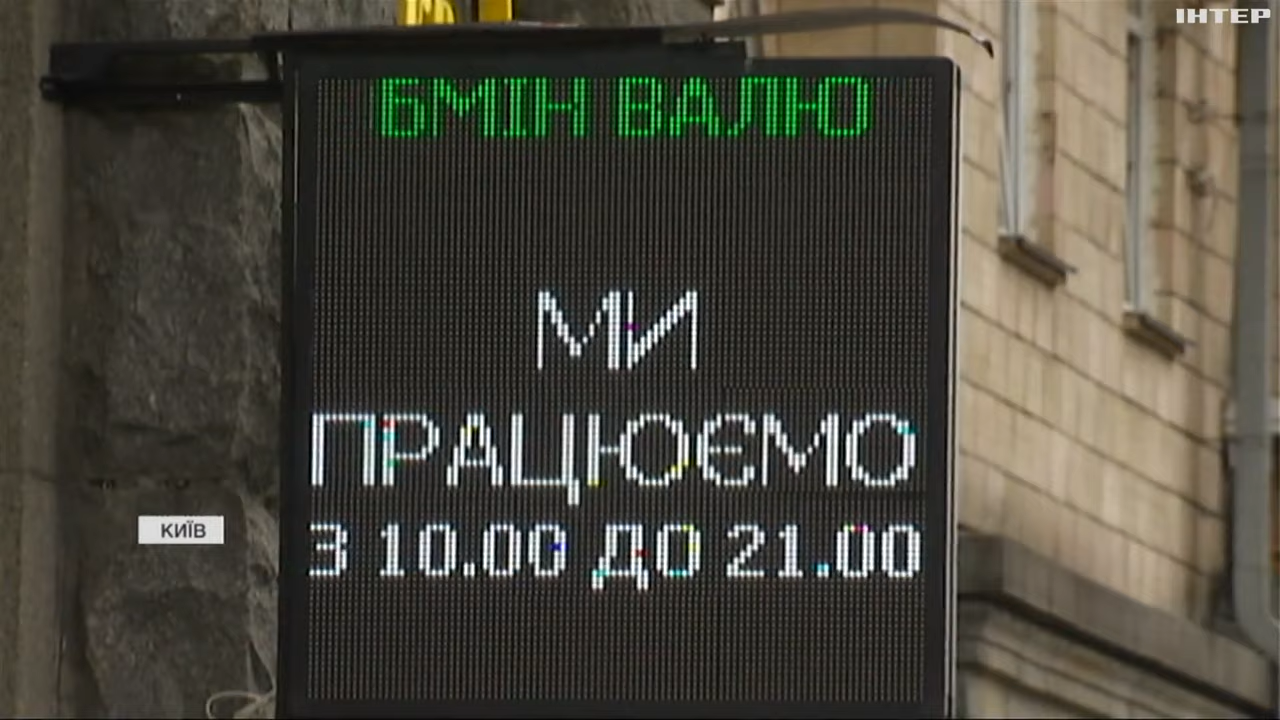 ІНТЕР
БМІН ВАЛЮ
МИ
ПРАЦЮЄМО
З 10.00 ДО 21.00
КИЇВ